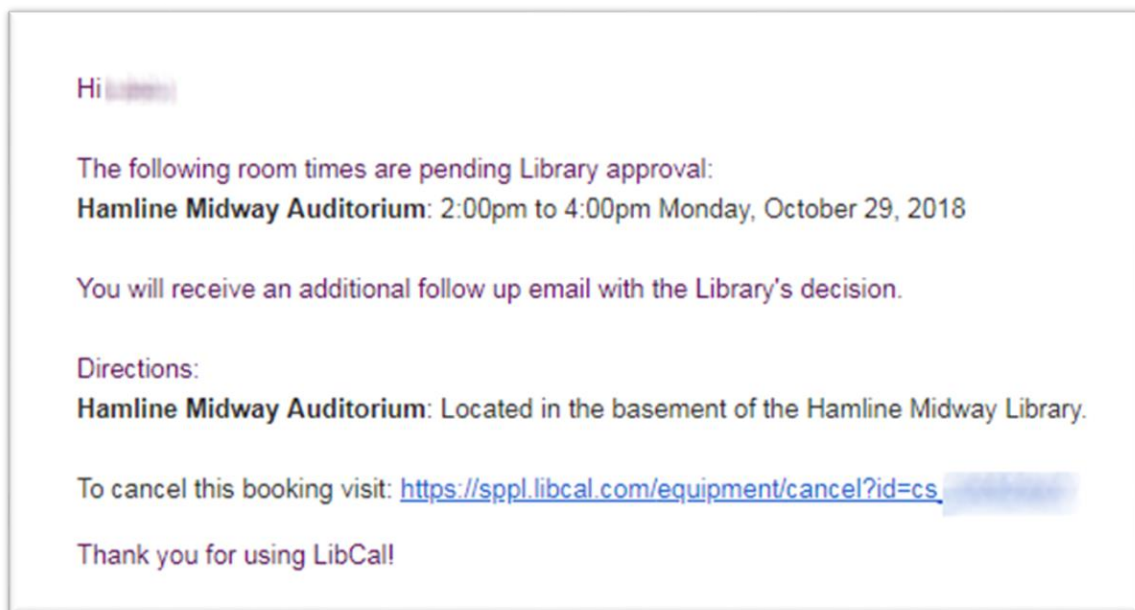 Hi
The following room times are pending Library approval:
Hamline Midway Auditorium: 2:00pm to 4:00pm Monday, October 29, 2018
You will receive an additional follow up email with the Library's decision.
Directions:
Hamline Midway Auditorium: Located in the basement of the Hamline Midway Library.
To cancel this booking visit: https://sppl.libcal.com/equipment/cancel?id=cs_
Thank you for using LibCal!